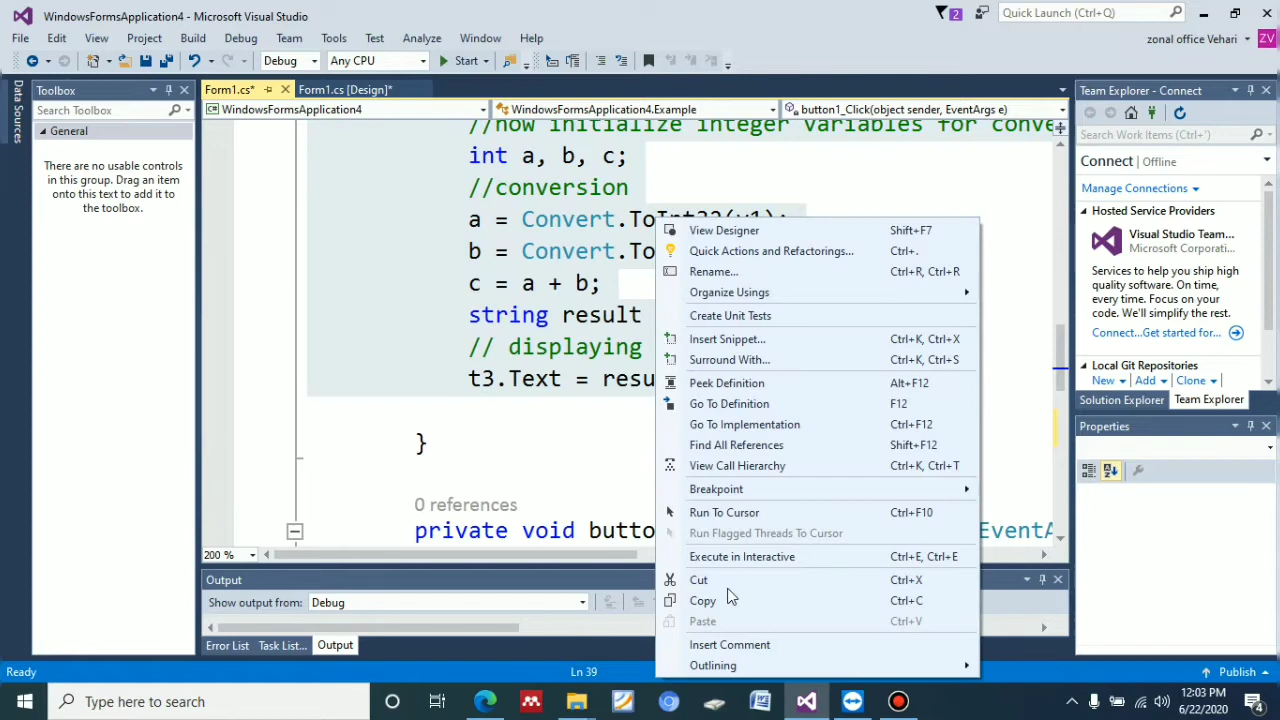 WindowsFormsApplication4 - Microsoft Visual Studio
2
Quick Launch (Ctrl+Q)
File Edit View Project Build Debug Team Tools Test Analyze Window Help
zonal office Vehari
ZV
Debug
Any CPU
Start
Data Sources
Toolbox
Search Toolbox
General
There are no usable controls
in this group. Drag an item
onto this text to add it to the
toolbox.
Form1.cs*
Form1.cs [Design]*
WindowsFormsApplication4
WindowsFormsApplication4.Example
button1_Click(object sender, EventArgs e)
//now initialize integer variables for conve
int a, b, c;
//conversion
a = Convert.ToInt32(v1);
b = Convert.To
c = a + b;
string result
// displaying
t3.Text = resu
}
0 references
private void butto
EventA
200 %
View Designer Shift+F7
Quick Actions and Refactorings... Ctrl+.
Rename... Ctrl+R, Ctrl+R
Organize Usings
Create Unit Tests
Insert Snippet... Ctrl+K, Ctrl+X
Surround With... Ctrl+K, Ctrl+S
Peek Definition Alt+F12
Go To Definition F12
Go To Implementation Ctrl+F12
Find All References Shift+F12
View Call Hierarchy Ctrl+K, Ctrl+T
Breakpoint
Run To Cursor Ctrl+F10
Run Flagged Threads To Cursor
Execute in Interactive Ctrl+E, Ctrl+E
Cut Ctrl+X
Copy Ctrl+C
Paste Ctrl+V
Insert Comment
Outlining
Team Explorer - Connect
Search Work Items (Ctrl+')
Connect | Offline
Manage Connections
Hosted Service Providers
Visual Studio Team...
Microsoft Corporati...
Services to help you ship high
quality software. On time,
every time. Focus on your
work. We'll simplify the rest.
Connect...Get started for...
Local Git Repositories
New | Add | Clone
Solution Explorer
Team Explorer
Properties
Output
Show output from: Debug
Error List
Task List...
Output
Ready
Ln 39
Publish
Type here to search
12:03 PM
6/22/2020
4